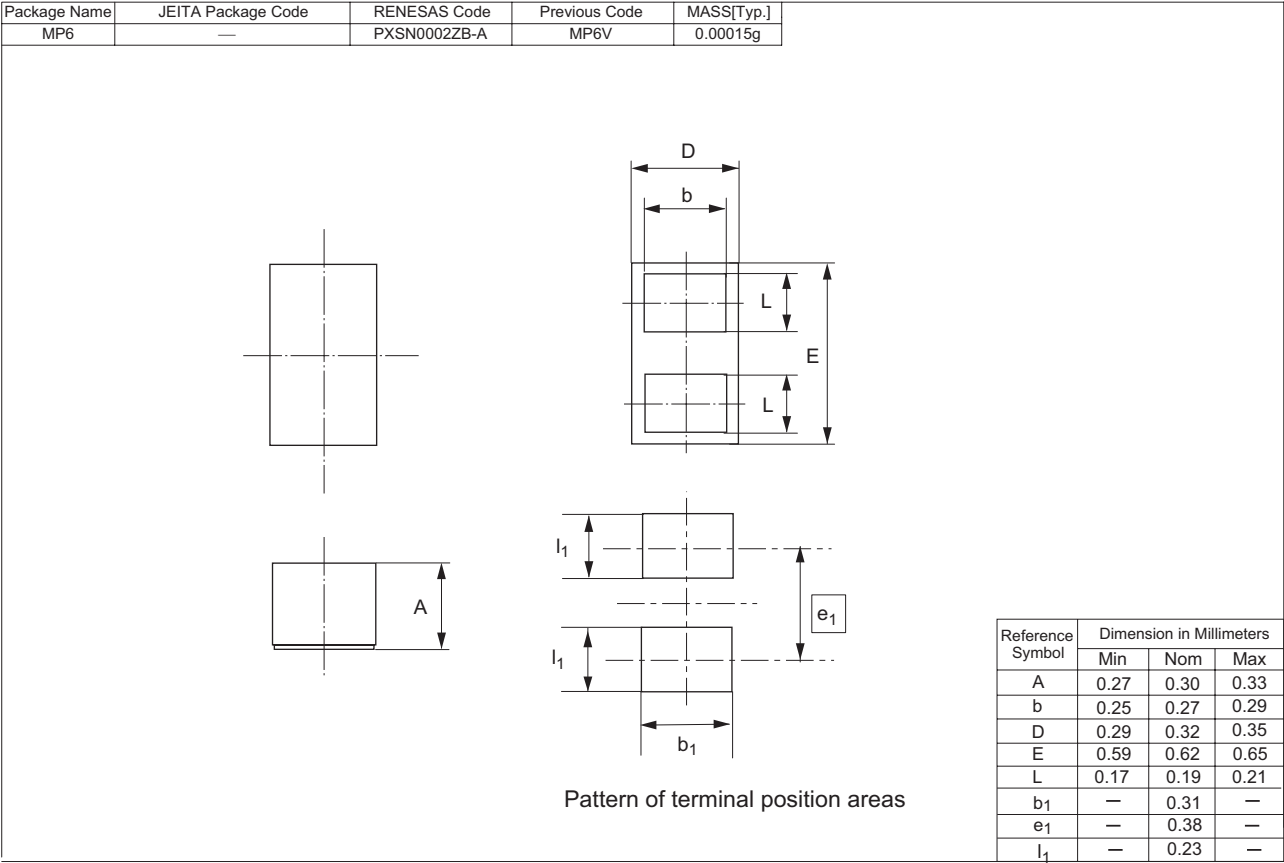 Package Name JEITA Package Code RENESAS Code Previous Code MASS[Typ.]
MP6 — PXSN0002ZB-A MP6V 0.00015g
D
b
L
E
L
A
l1
e1
l1
b1
Pattern of terminal position areas
Reference Symbol Dimension in Millimeters
Min Nom Max
A 0.27 0.30 0.33
b 0.25 0.27 0.29
D 0.29 0.32 0.35
E 0.59 0.62 0.65
L 0.17 0.19 0.21
b1 — 0.31 —
e1 — 0.38 —
l1 — 0.23 —